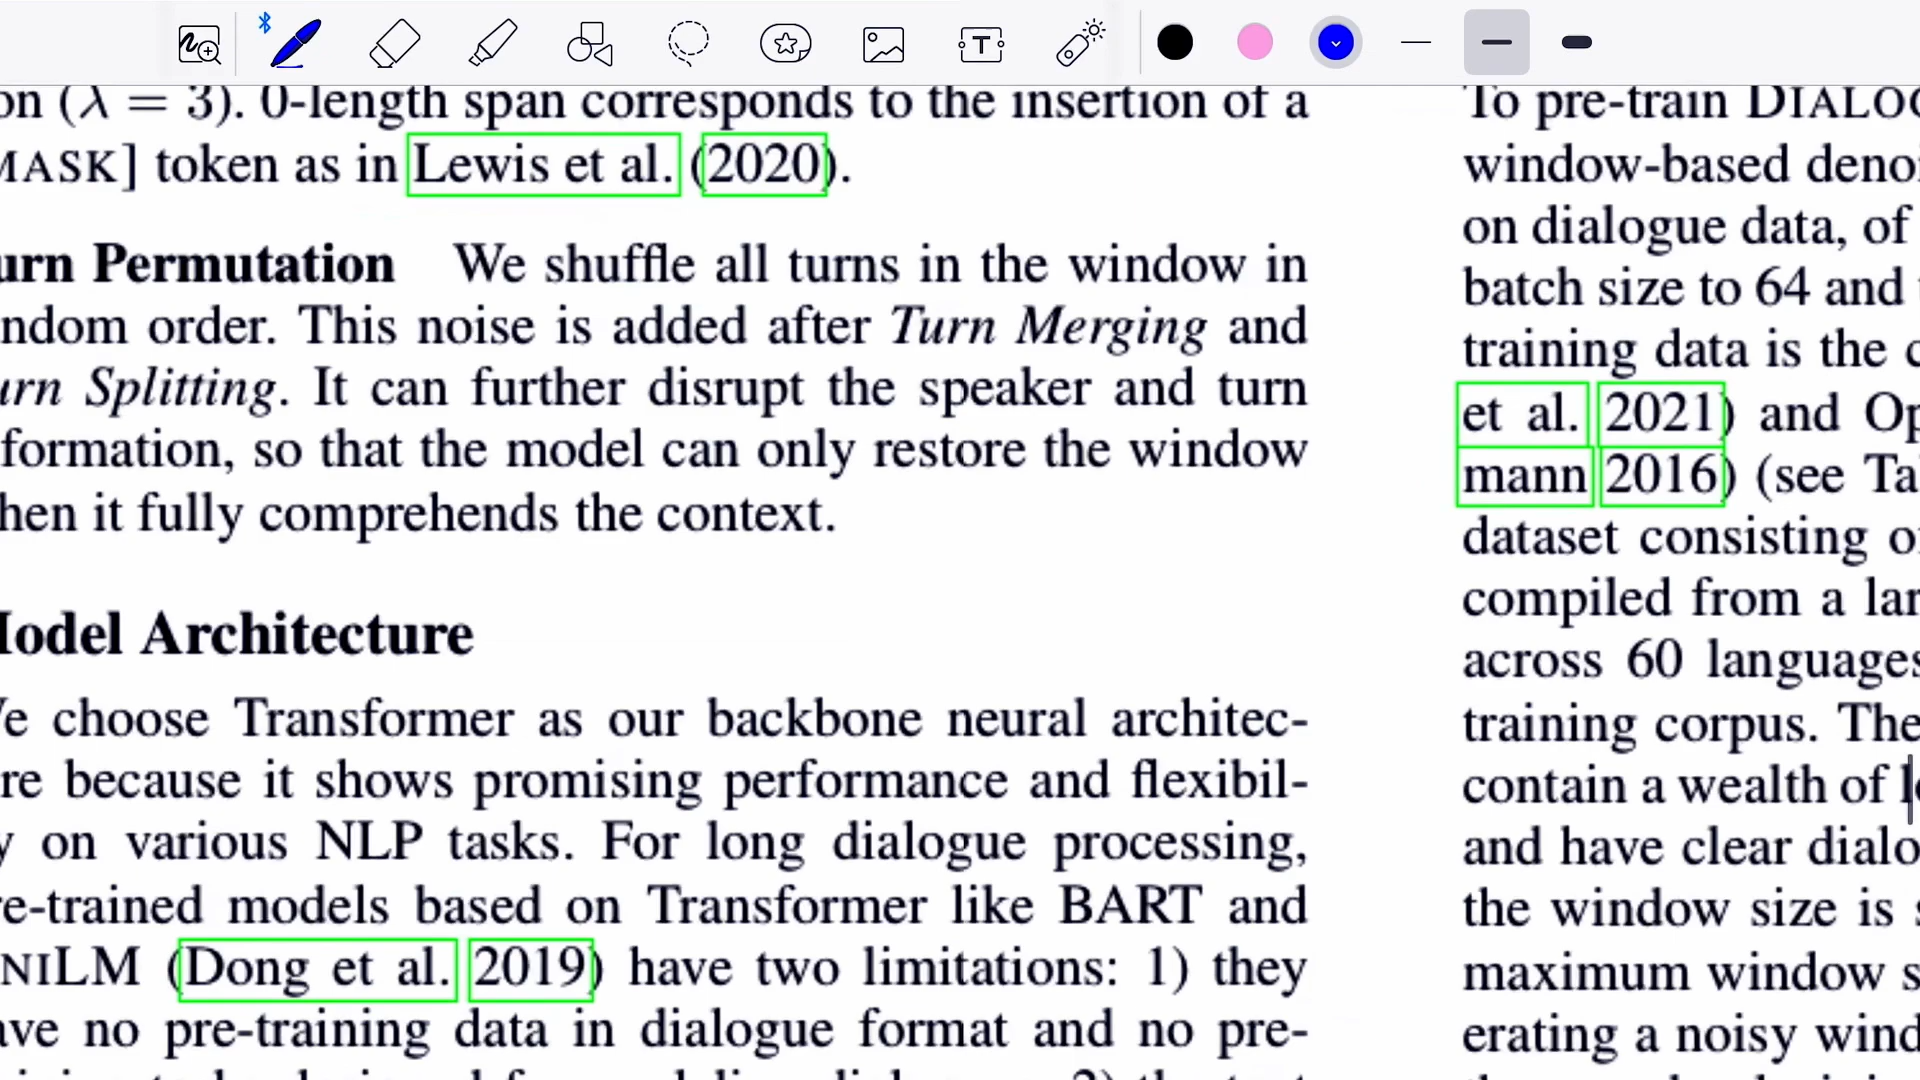 on (λ = 3). 0-length span corresponds to the insertion of a
MASK] token as in Lewis et al. (2020).
urn Permutation We shuffle all turns in the window in
ndom order. This noise is added after Turn Merging and
urn Splitting. It can further disrupt the speaker and turn
formation, so that the model can only restore the window
hen it fully comprehends the context.
Model Architecture
We choose Transformer as our backbone neural architec-
re because it shows promising performance and flexibil-
y on various NLP tasks. For long dialogue processing,
re-trained models based on Transformer like BART and
NILM (Dong et al. 2019) have two limitations: 1) they
ave no pre-training data in dialogue format and no pre-
To pre-train DIALOG
window-based denoi
on dialogue data, of
batch size to 64 and
training data is the
et al. 2021) and Op
mann 2016) (see Ta
dataset consisting o
compiled from a lar
across 60 languages
training corpus. The
contain a wealth of
and have clear dialo
the window size is
maximum window s
erating a noisy wind